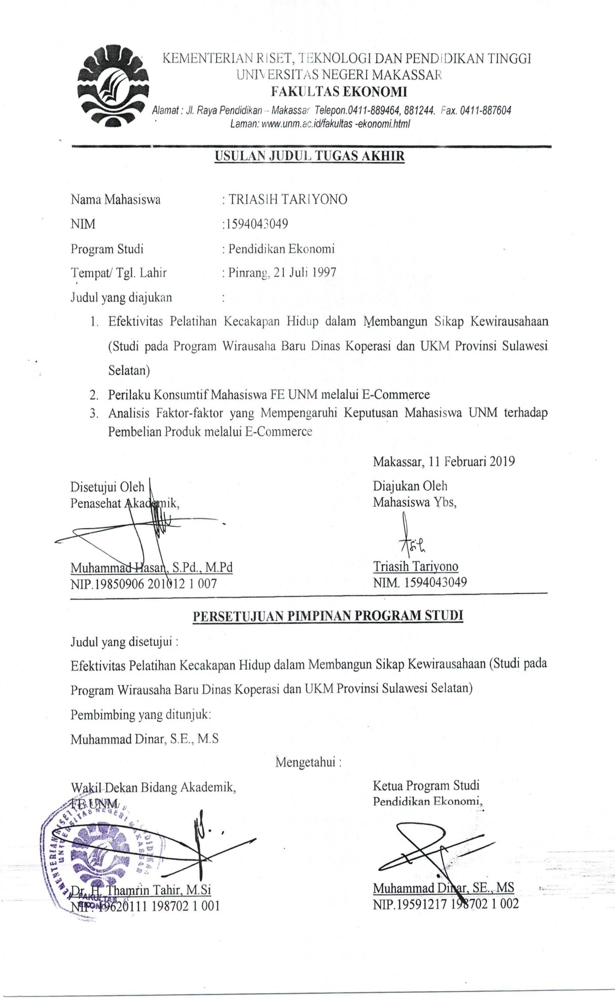 KEMENTERIAN RISET, TEKNOLOGI DAN PENDIDIKAN TINGGI
UNIVERSITAS NEGERI MAKASSAR
FAKULTAS EKONOMI
Alamat : Jl. Raya Pendidikan – Makassar Telepon.0411-889464, 881244. Fax. 0411-887604
Laman: www.unm.ac.id/fakultas -ekonomi.html
USULAN JUDUL TUGAS AKHIR
Nama Mahasiswa : TRIASIH TARIYONO
NIM :1594043049
Program Studi : Pendidikan Ekonomi
Tempat/ Tgl. Lahir : Pinrang, 21 Juli 1997
Judul yang diajukan :
1. Efektivitas Pelatihan Kecakapan Hidup dalam Membangun Sikap Kewirausahaan
(Studi pada Program Wirausaha Baru Dinas Koperasi dan UKM Provinsi Sulawesi
Selatan)
2. Perilaku Konsumtif Mahasiswa FE UNM melalui E-Commerce
3. Analisis Faktor-faktor yang Mempengaruhi Keputusan Mahasiswa UNM terhadap
Pembelian Produk melalui E-Commerce
Makassar, 11 Februari 2019
Disetujui Oleh
Penasehat Akademik,
Diajukan Oleh
Mahasiswa Ybs,
Asih
Muhammad Hasan, S.Pd., M.Pd
NIP.19850906 201012 1 007
Triasih Tariyono
NIM. 1594043049
PERSETUJUAN PIMPINAN PROGRAM STUDI
Judul yang disetujui :
Efektivitas Pelatihan Kecakapan Hidup dalam Membangun Sikap Kewirausahaan (Studi pada
Program Wirausaha Baru Dinas Koperasi dan UKM Provinsi Sulawesi Selatan)
Pembimbing yang ditunjuk:
Muhammad Dinar, S.E., M.S
Mengetahui :
Wakil Dekan Bidang Akademik,
FE UNM
Ketua Program Studi
Pendidikan Ekonomi,
KEMENTERIAN RISET
UNIVERSITAS NEGERI MAKASSAR
FAKULTAS
Dr. H. Thamrin Tahir, M.Si
NIP. 19620111 198702 1 001
Muhammad Dinar, SE., MS
NIP.19591217 198702 1 002